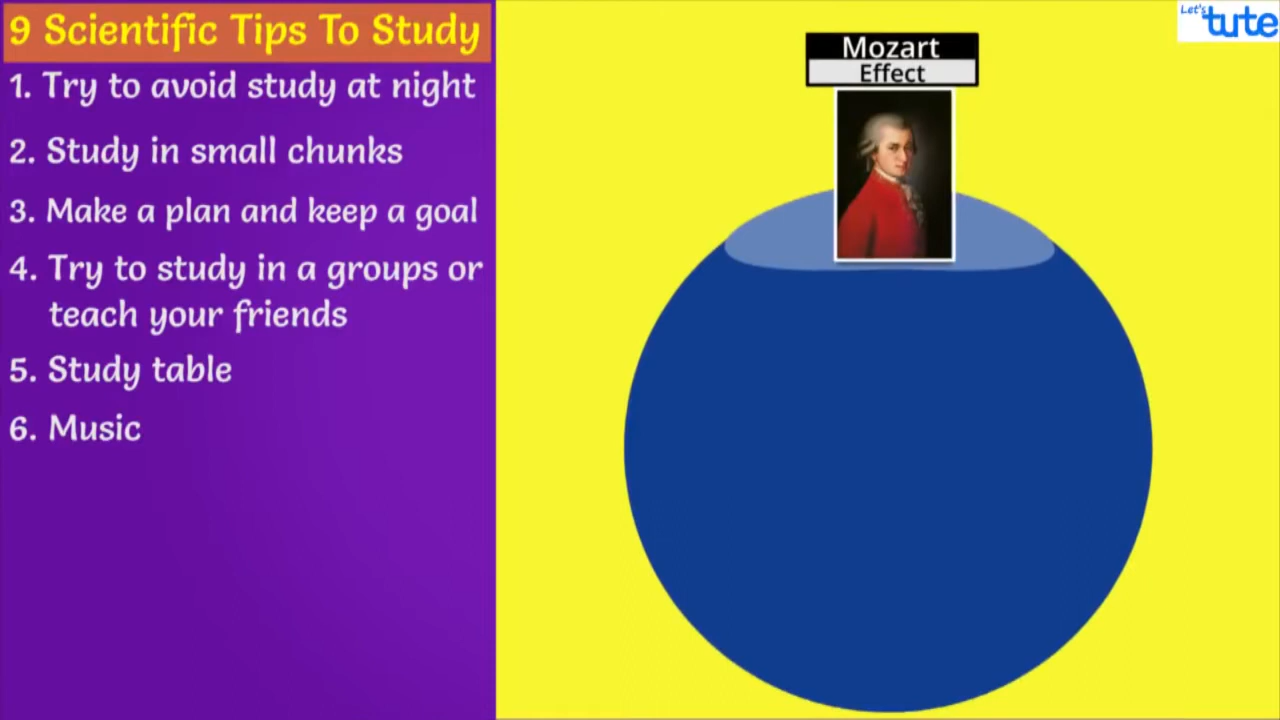 9 Scientific Tips To Study
1. Try to avoid study at night
2. Study in small chunks
3. Make a plan and keep a goal
4. Try to study in a groups or
teach your friends
5. Study table
6. Music
Mozart
Effect
Let's
tute